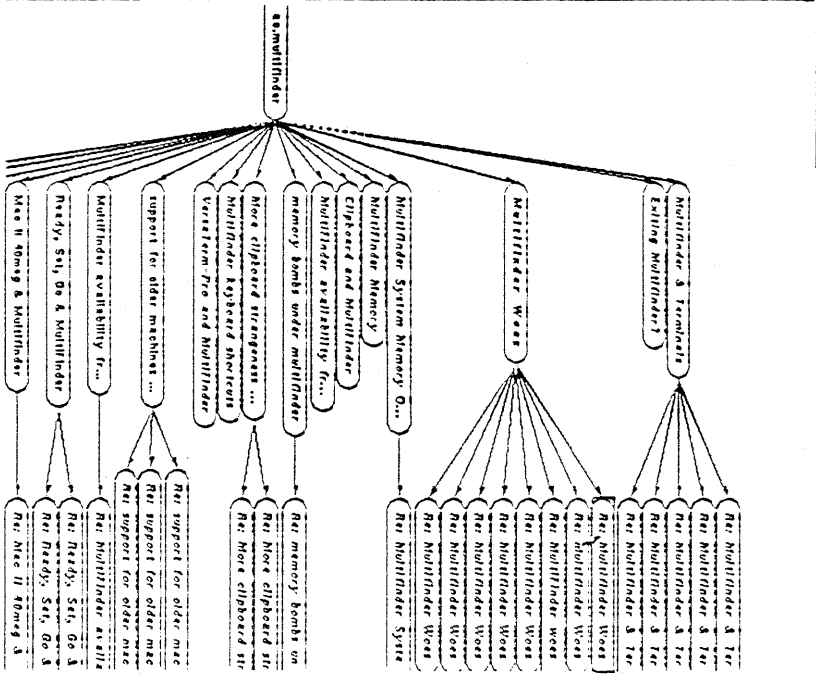 ae.multifinder
Mac II 40meg & Multifinder
Ready, Set, Go & Multifinder
Multifinder availability fr...
support for older machines ...
VersaTerm-Pro and Multifinder
Multifinder keyboard shortcuts
More clipboard strangeness ...
memory bombs under multifinder
Multifinder availability fr...
Clipboard and Multifinder
Multifinder Memory
Multifinder System Memory O...
Multifinder Woes
Exiting Multifinder?
Multifinder & Terminals
Re: Mac II 40meg &
Re: Ready, Set, Go &
Re: Ready, Set, Go &
Re: Multifinder availa
Re: support for older mac
Re: support for older mac
Re: support for older mac
Re: More clipboard str
Re: More clipboard str
Re: memory bombs un
Re: Multifinder Syste
Re: Multifinder Woes
Re: Multifinder Woes
Re: Multifinder Woes
Re: Multifinder Woes
Re: Multifinder Woes
Re: Multifinder woes
Re: Multifinder Woes
Re: Multifinder Woes
Re: Multifinder & Ter
Re: Multifinder & Ter
Re: Multifinder & Ter
Re: Multifinder & Ter
Re: Multifinder & Ter